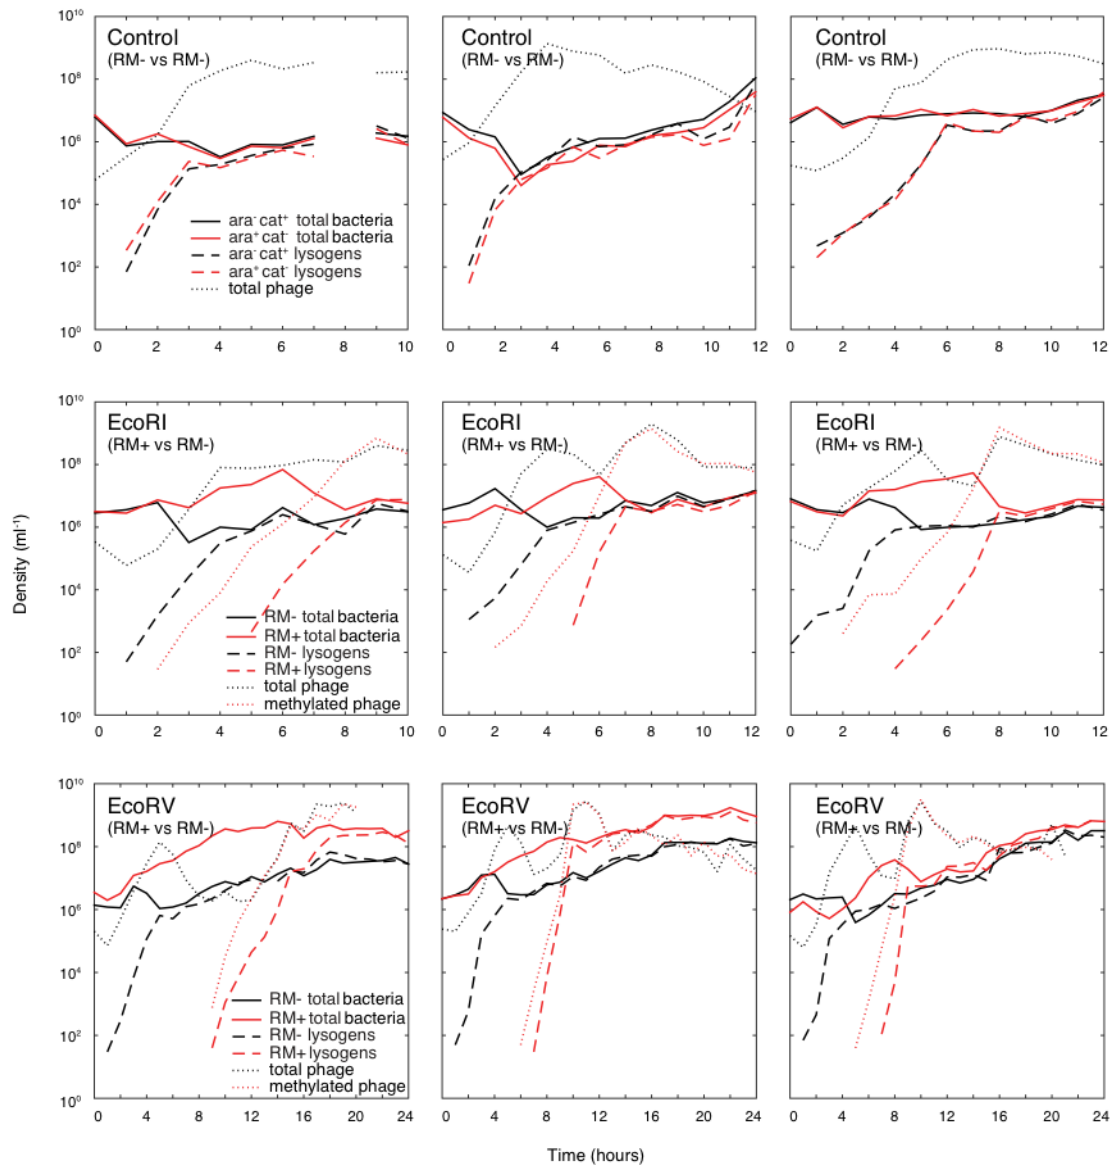 Control
(RM- vs RM-)
Control
(RM- vs RM-)
Control
(RM- vs RM-)
10¹⁰
10⁸
10⁶
10⁴
10²
10⁰
ara⁻cat⁺ total bacteria
ara⁺cat⁻ total bacteria
ara⁻cat⁺ lysogens
ara⁺cat⁻ lysogens
total phage
0 2 4 6 8 10
0 2 4 6 8 10 12
0 2 4 6 8 10 12
EcoRI
(RM+ vs RM-)
EcoRI
(RM+ vs RM-)
EcoRI
(RM+ vs RM-)
10¹⁰
10⁸
10⁶
10⁴
10²
10⁰
Density (ml⁻¹)
RM- total bacteria
RM+ total bacteria
RM- lysogens
RM+ lysogens
total phage
methylated phage
0 2 4 6 8 10
0 2 4 6 8 10 12
0 2 4 6 8 10 12
EcoRV
(RM+ vs RM-)
EcoRV
(RM+ vs RM-)
EcoRV
(RM+ vs RM-)
10¹⁰
10⁸
10⁶
10⁴
10²
10⁰
RM- total bacteria
RM+ total bacteria
RM- lysogens
RM+ lysogens
total phage
methylated phage
0 4 8 12 16 20 24
0 4 8 12 16 20 24
0 4 8 12 16 20 24
Time (hours)